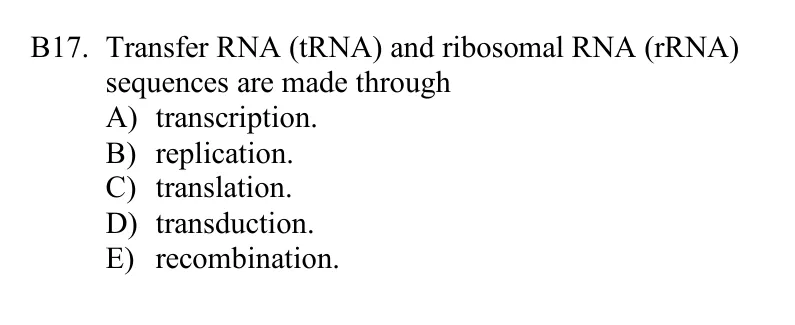 B17. Transfer RNA (tRNA) and ribosomal RNA (rRNA)
sequences are made through
A) transcription.
B) replication.
C) translation.
D) transduction.
E) recombination.